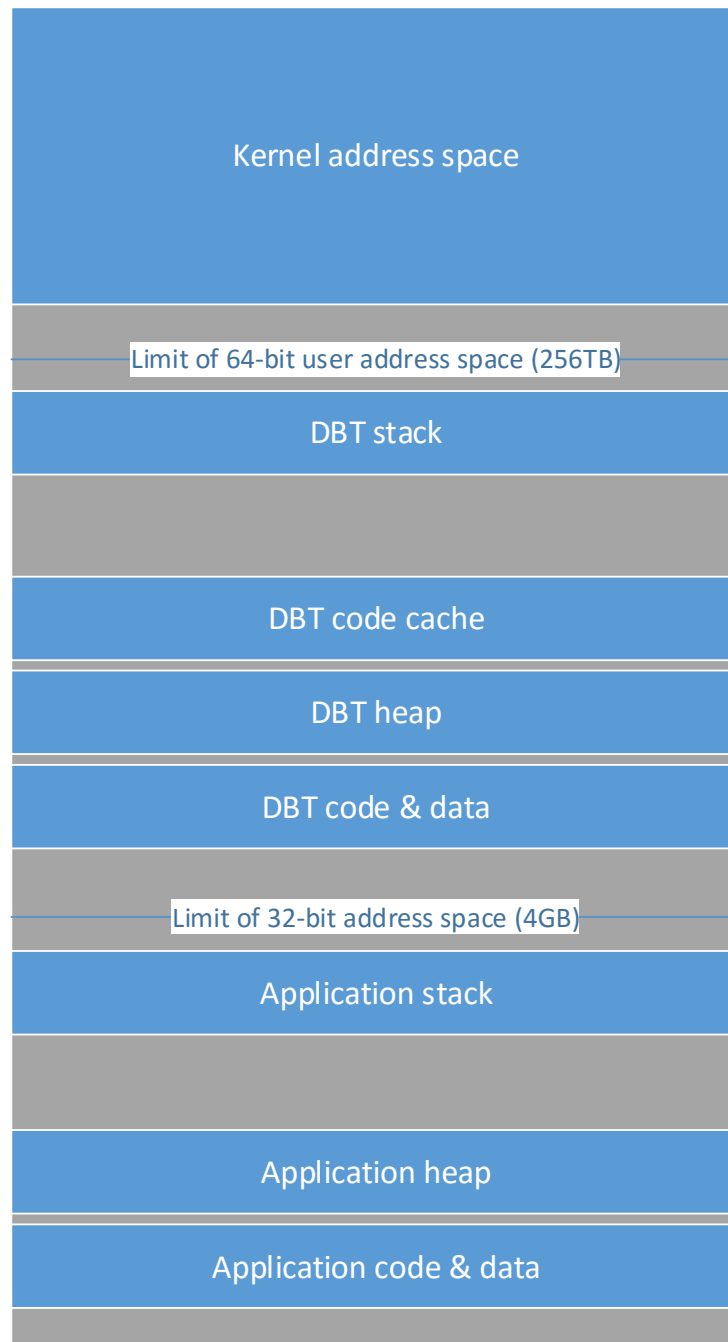 Kernel address space
Limit of 64-bit user address space (256TB)
DBT stack
DBT code cache
DBT heap
DBT code & data
Limit of 32-bit address space (4GB)
Application stack
Application heap
Application code & data